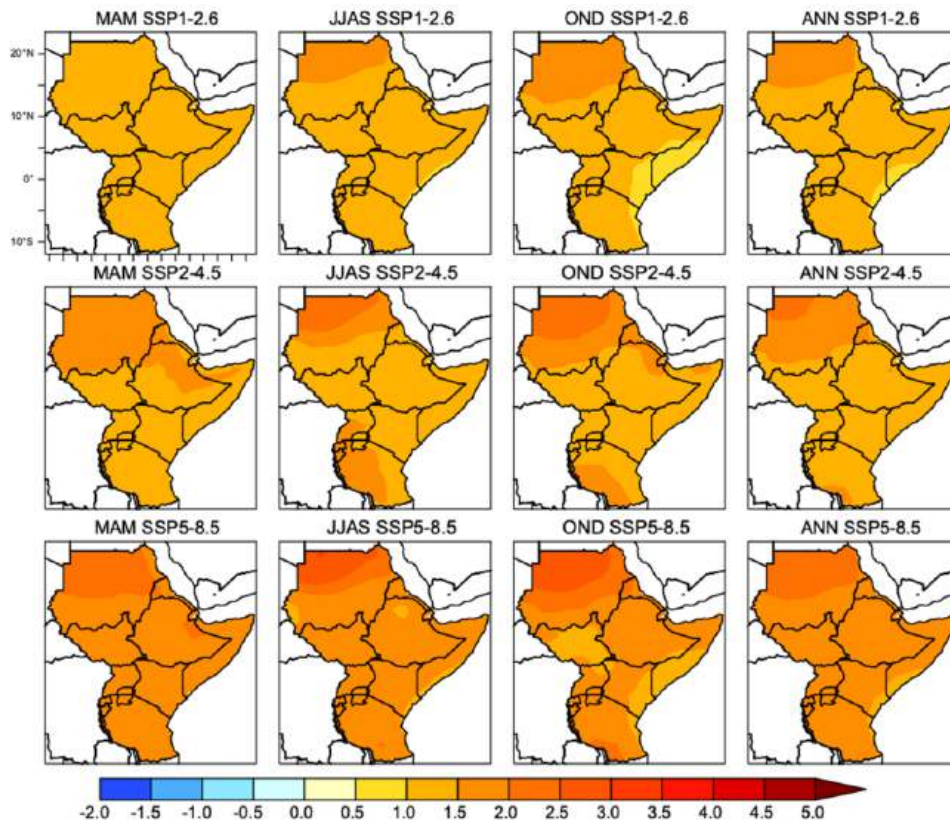 MAM SSP1-2.6 JJAS SSP1-2.6 OND SSP1-2.6 ANN SSP1-2.6
20°N
10°N
0°
10°S
MAM SSP2-4.5 JJAS SSP2-4.5 OND SSP2-4.5 ANN SSP2-4.5
MAM SSP5-8.5 JJAS SSP5-8.5 OND SSP5-8.5 ANN SSP5-8.5
-2.0 -1.5 -1.0 -0.5 0.0 0.5 1.0 1.5 2.0 2.5 3.0 3.5 4.0 4.5 5.0